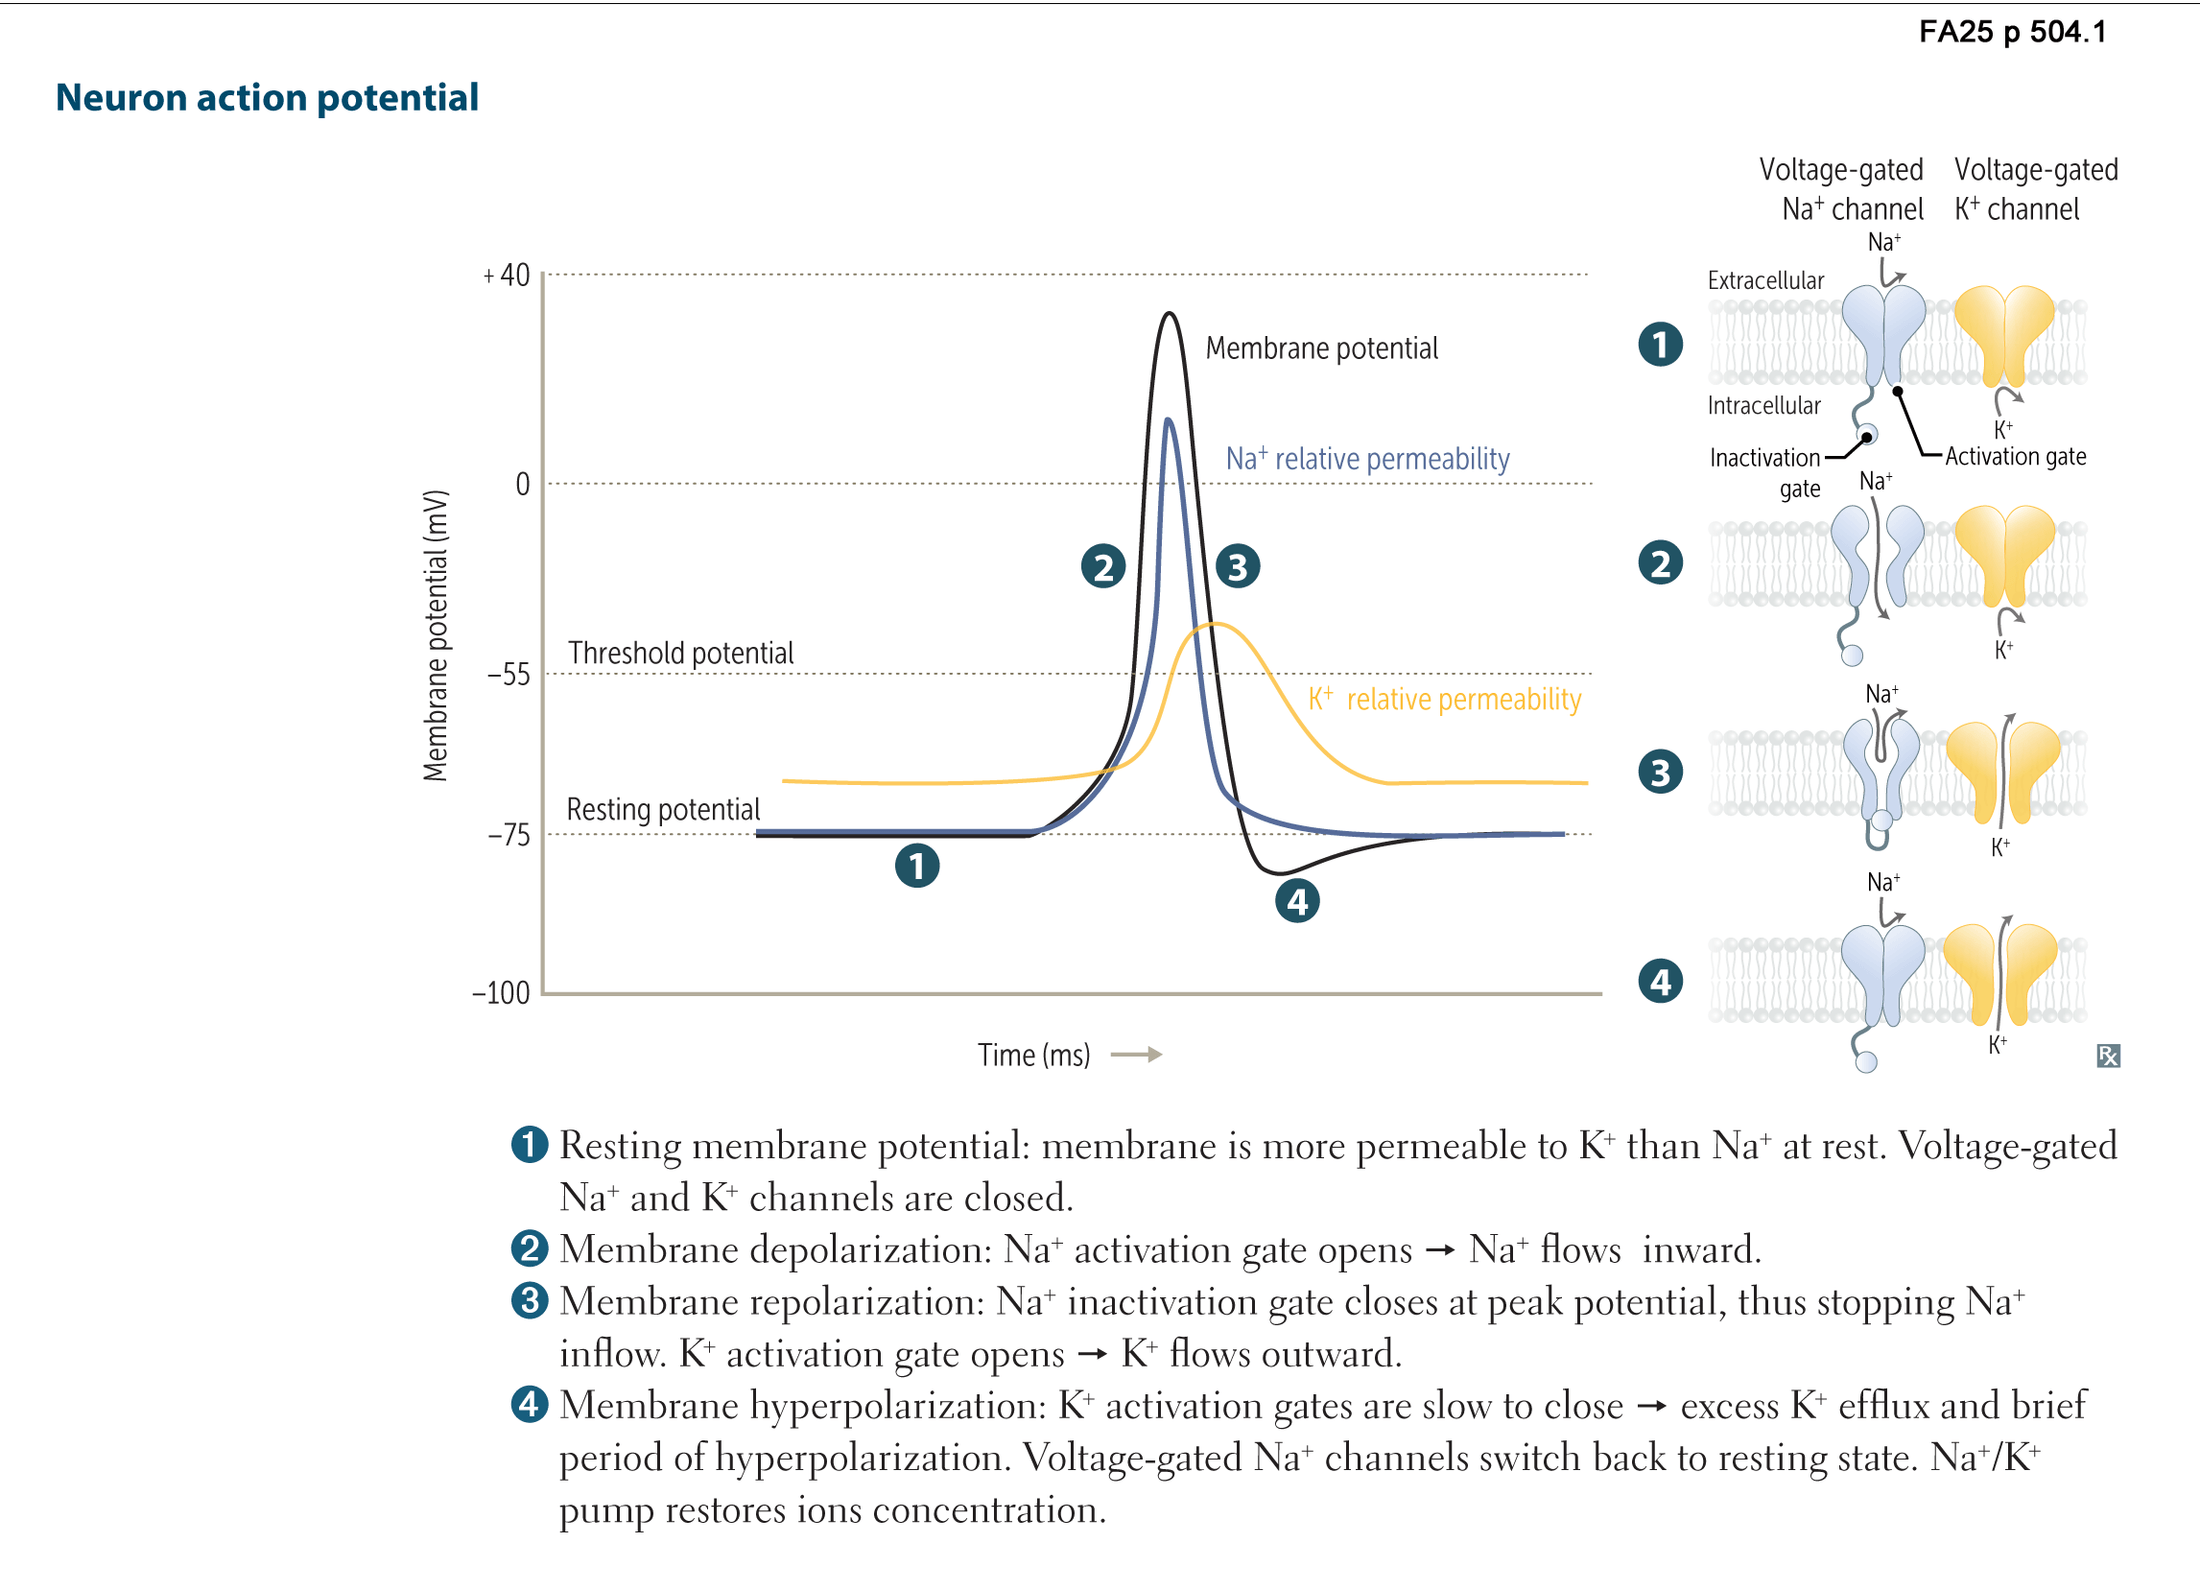 FA25 p 504.1
Neuron action potential
Voltage-gated Na⁺ channel
Voltage-gated K⁺ channel
Na⁺
+ 40
Extracellular
Membrane potential
1
Intracellular
K⁺
Na⁺ relative permeability
Inactivation gate
Activation gate
Na⁺
0
Membrane potential (mV)
2
3
2
Threshold potential
K⁺
–55
K⁺ relative permeability
Na⁺
3
Resting potential
–75
K⁺
1
Na⁺
4
4
–100
K⁺
Time (ms)
Rx
1 Resting membrane potential: membrane is more permeable to K⁺ than Na⁺ at rest. Voltage-gated
Na⁺ and K⁺ channels are closed.
2 Membrane depolarization: Na⁺ activation gate opens → Na⁺ flows inward.
3 Membrane repolarization: Na⁺ inactivation gate closes at peak potential, thus stopping Na⁺
inflow. K⁺ activation gate opens → K⁺ flows outward.
4 Membrane hyperpolarization: K⁺ activation gates are slow to close → excess K⁺ efflux and brief
period of hyperpolarization. Voltage-gated Na⁺ channels switch back to resting state. Na⁺/K⁺
pump restores ions concentration.